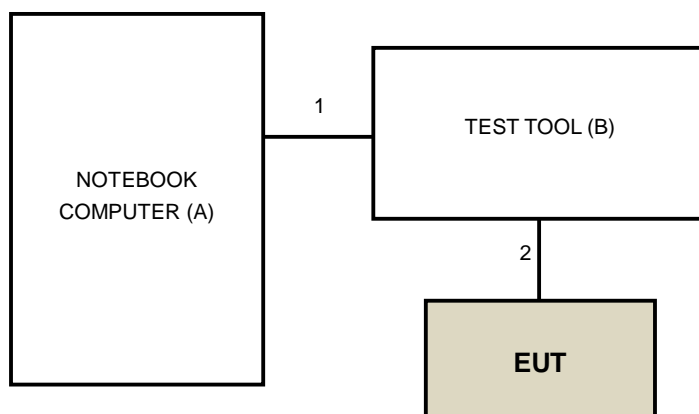 NOTEBOOK
COMPUTER (A)
1
TEST TOOL (B)
2
EUT